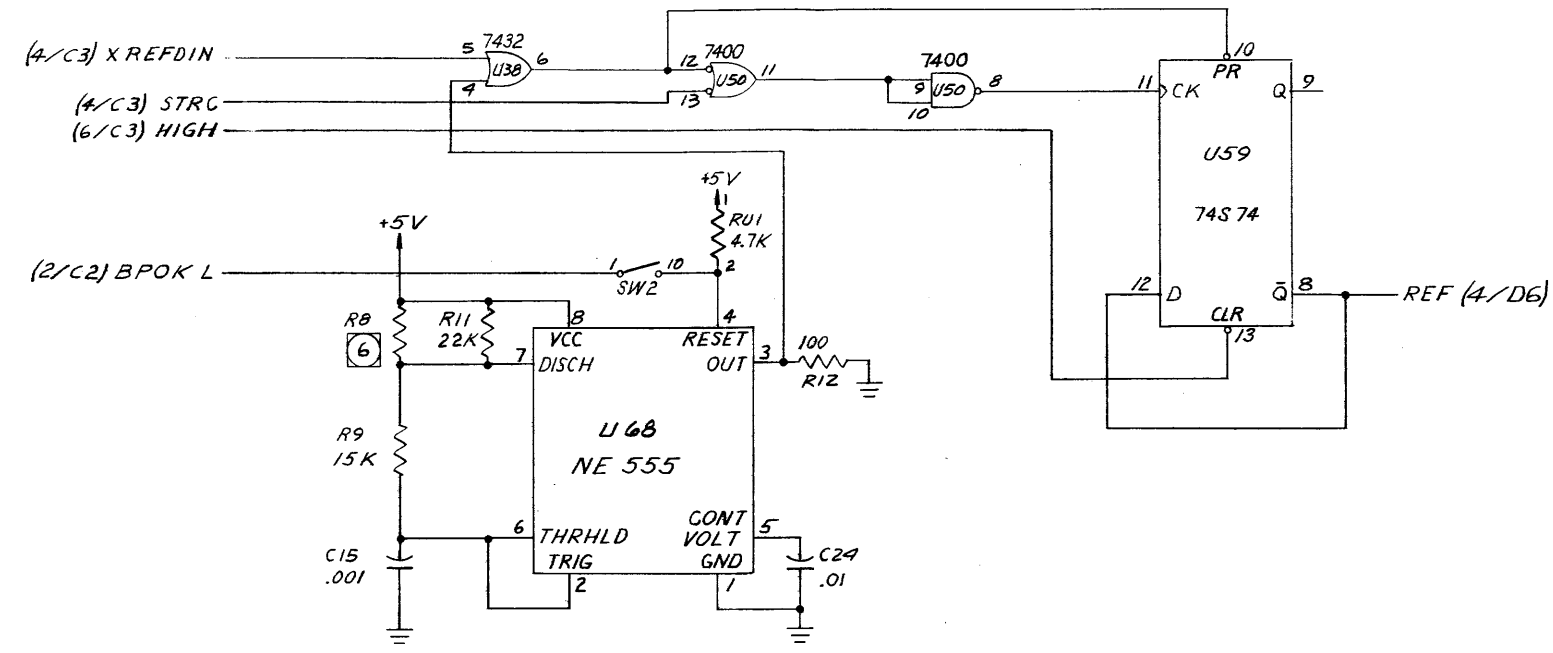 (4/C3) X REFDIN
5 7432 6
U38
4
12 7400 11
U50
13
7400
9 U50 8
10
10
PR
11 CK Q 9
U59
74S74
12 D Q̄ 8
CLR
13
REF (4/D6)
(4/C3) STRC
(6/C3) HIGH
+5V
1
RU1
4.7K
2
+5V
(2/C2) BPOK L
1 10
SW2
R8
6
R11
22K
8
VCC
4
RESET
7 DISCH
OUT 3
100
R12
R9
15K
U68
NE 555
6 THRHLD
TRIG
2
CONT
VOLT 5
GND
1
C15
.001
C24
.01